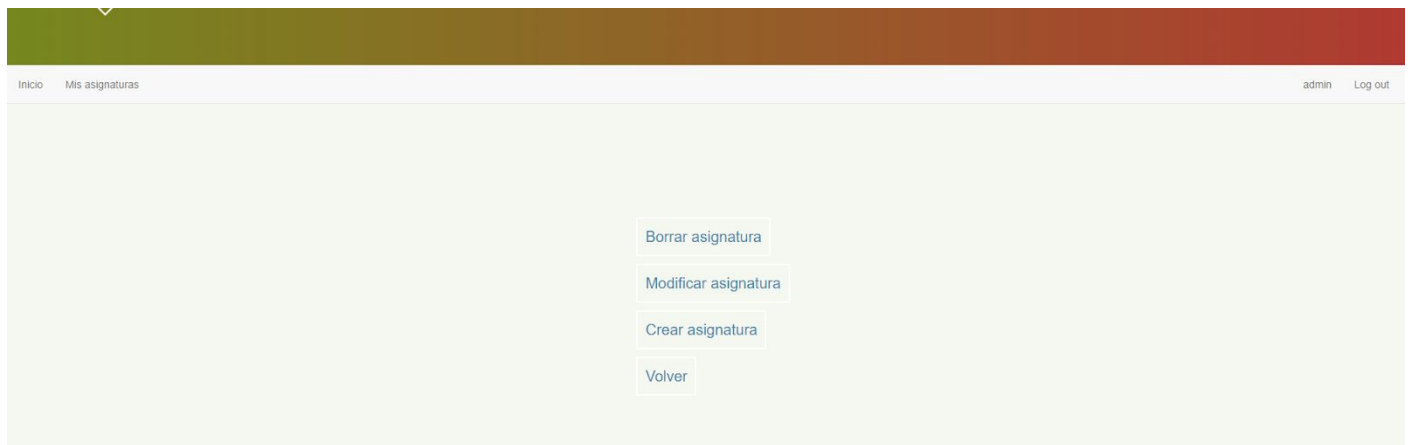 Inicio Mis asignaturas admin Log out
Borrar asignatura
Modificar asignatura
Crear asignatura
Volver